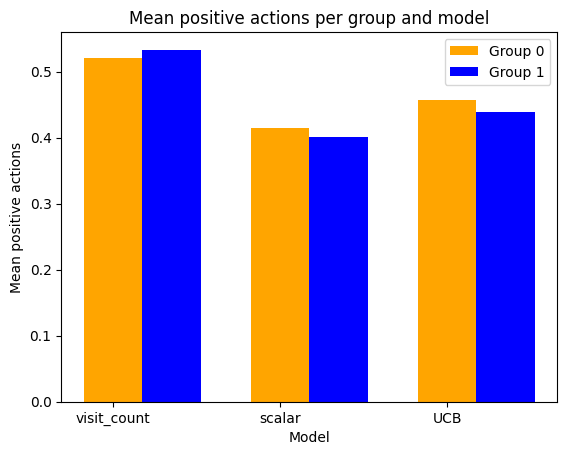 Mean positive actions per group and model
Group 0
Group 1
Mean positive actions
0.5
0.4
0.3
0.2
0.1
0.0
visit_count scalar UCB
Model